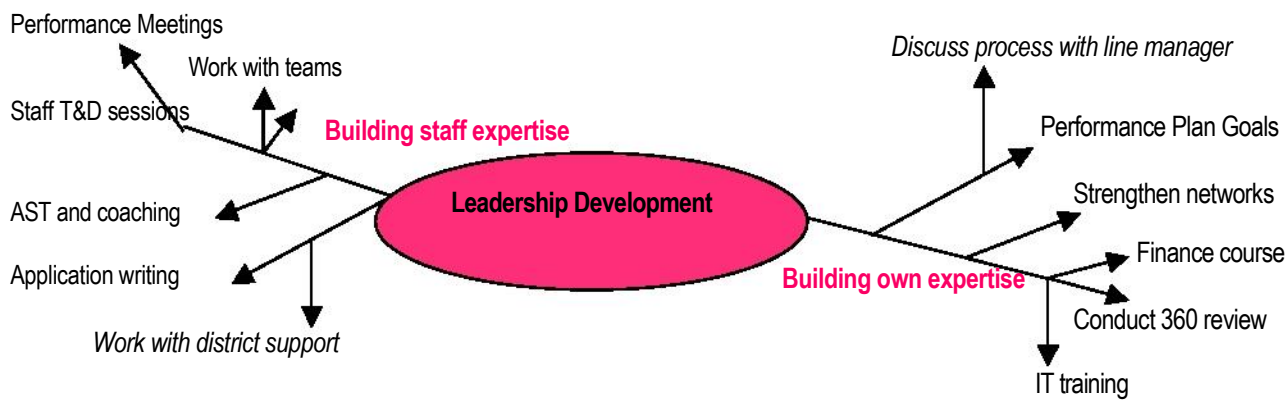 Performance Meetings
Discuss process with line manager
Work with teams
Staff T&D sessions
Building staff expertise
Performance Plan Goals
Leadership Development
Strengthen networks
AST and coaching
Finance course
Application writing
Building own expertise
Conduct 360 review
Work with district support
IT training